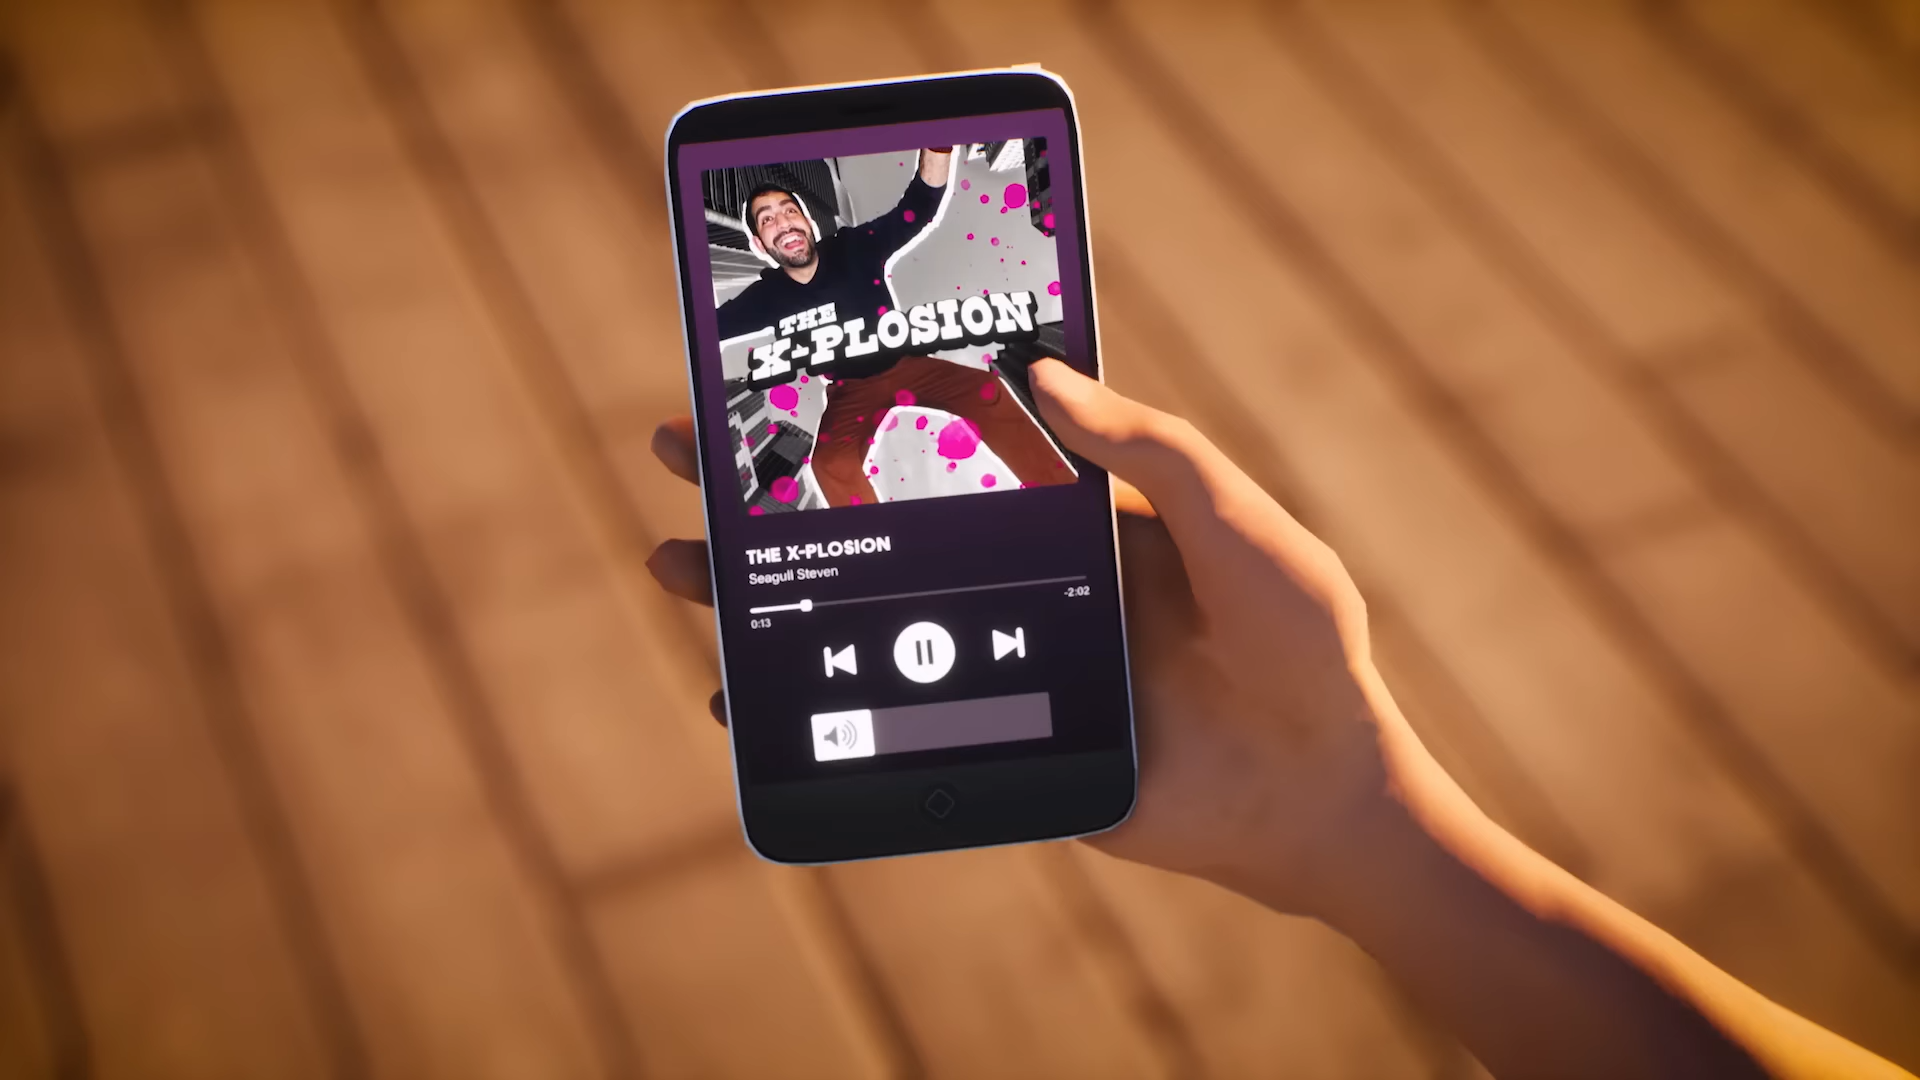 THE
X-PLOSION
THE X-PLOSION
Seagull Steven
0:13
-2:02